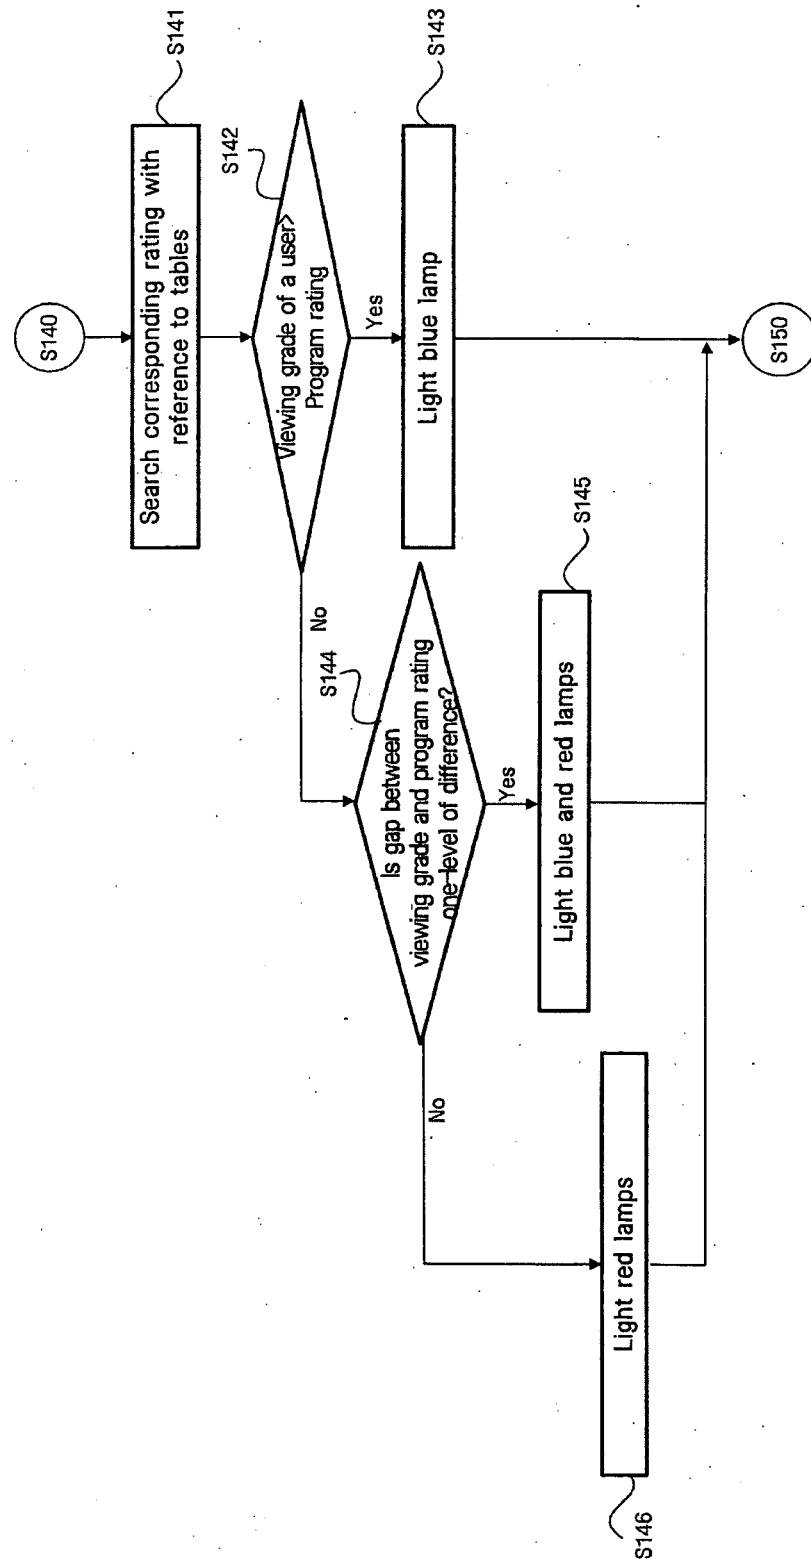 S140
Search corresponding rating with
reference to tables
S141
Viewing grade of a user>
Program rating
S142
Yes
No
Light blue lamp
S143
Is gap between
viewing grade and program rating
one-level of difference?
S144
Yes
No
Light blue and red lamps
S145
Light red lamps
S146
S150